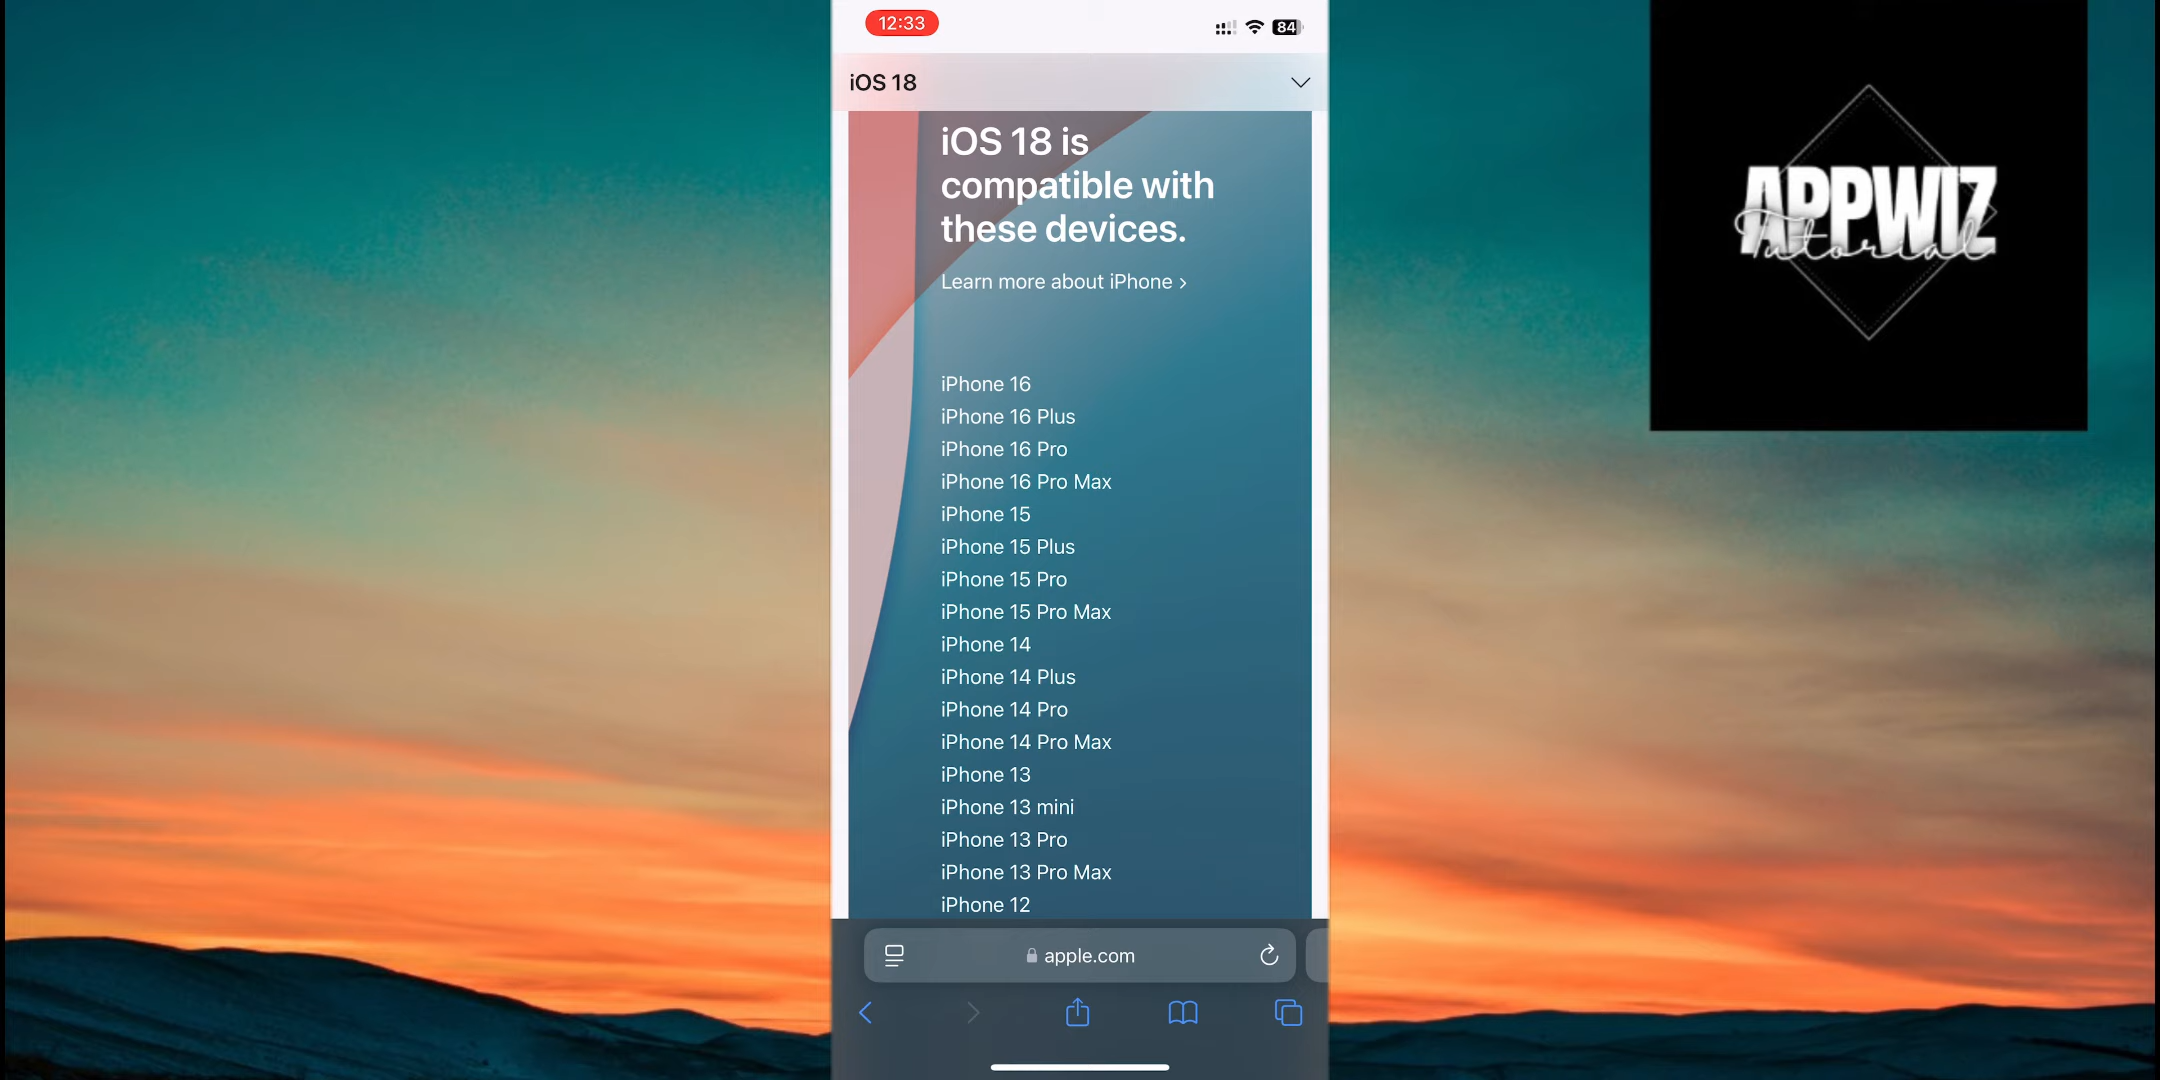 12:33
84
iOS 18
iOS 18 is
compatible with
these devices.
Learn more about iPhone >
iPhone 16
iPhone 16 Plus
iPhone 16 Pro
iPhone 16 Pro Max
iPhone 15
iPhone 15 Plus
iPhone 15 Pro
iPhone 15 Pro Max
iPhone 14
iPhone 14 Plus
iPhone 14 Pro
iPhone 14 Pro Max
iPhone 13
iPhone 13 mini
iPhone 13 Pro
iPhone 13 Pro Max
iPhone 12
apple.com
APPWIZ
Tutorial